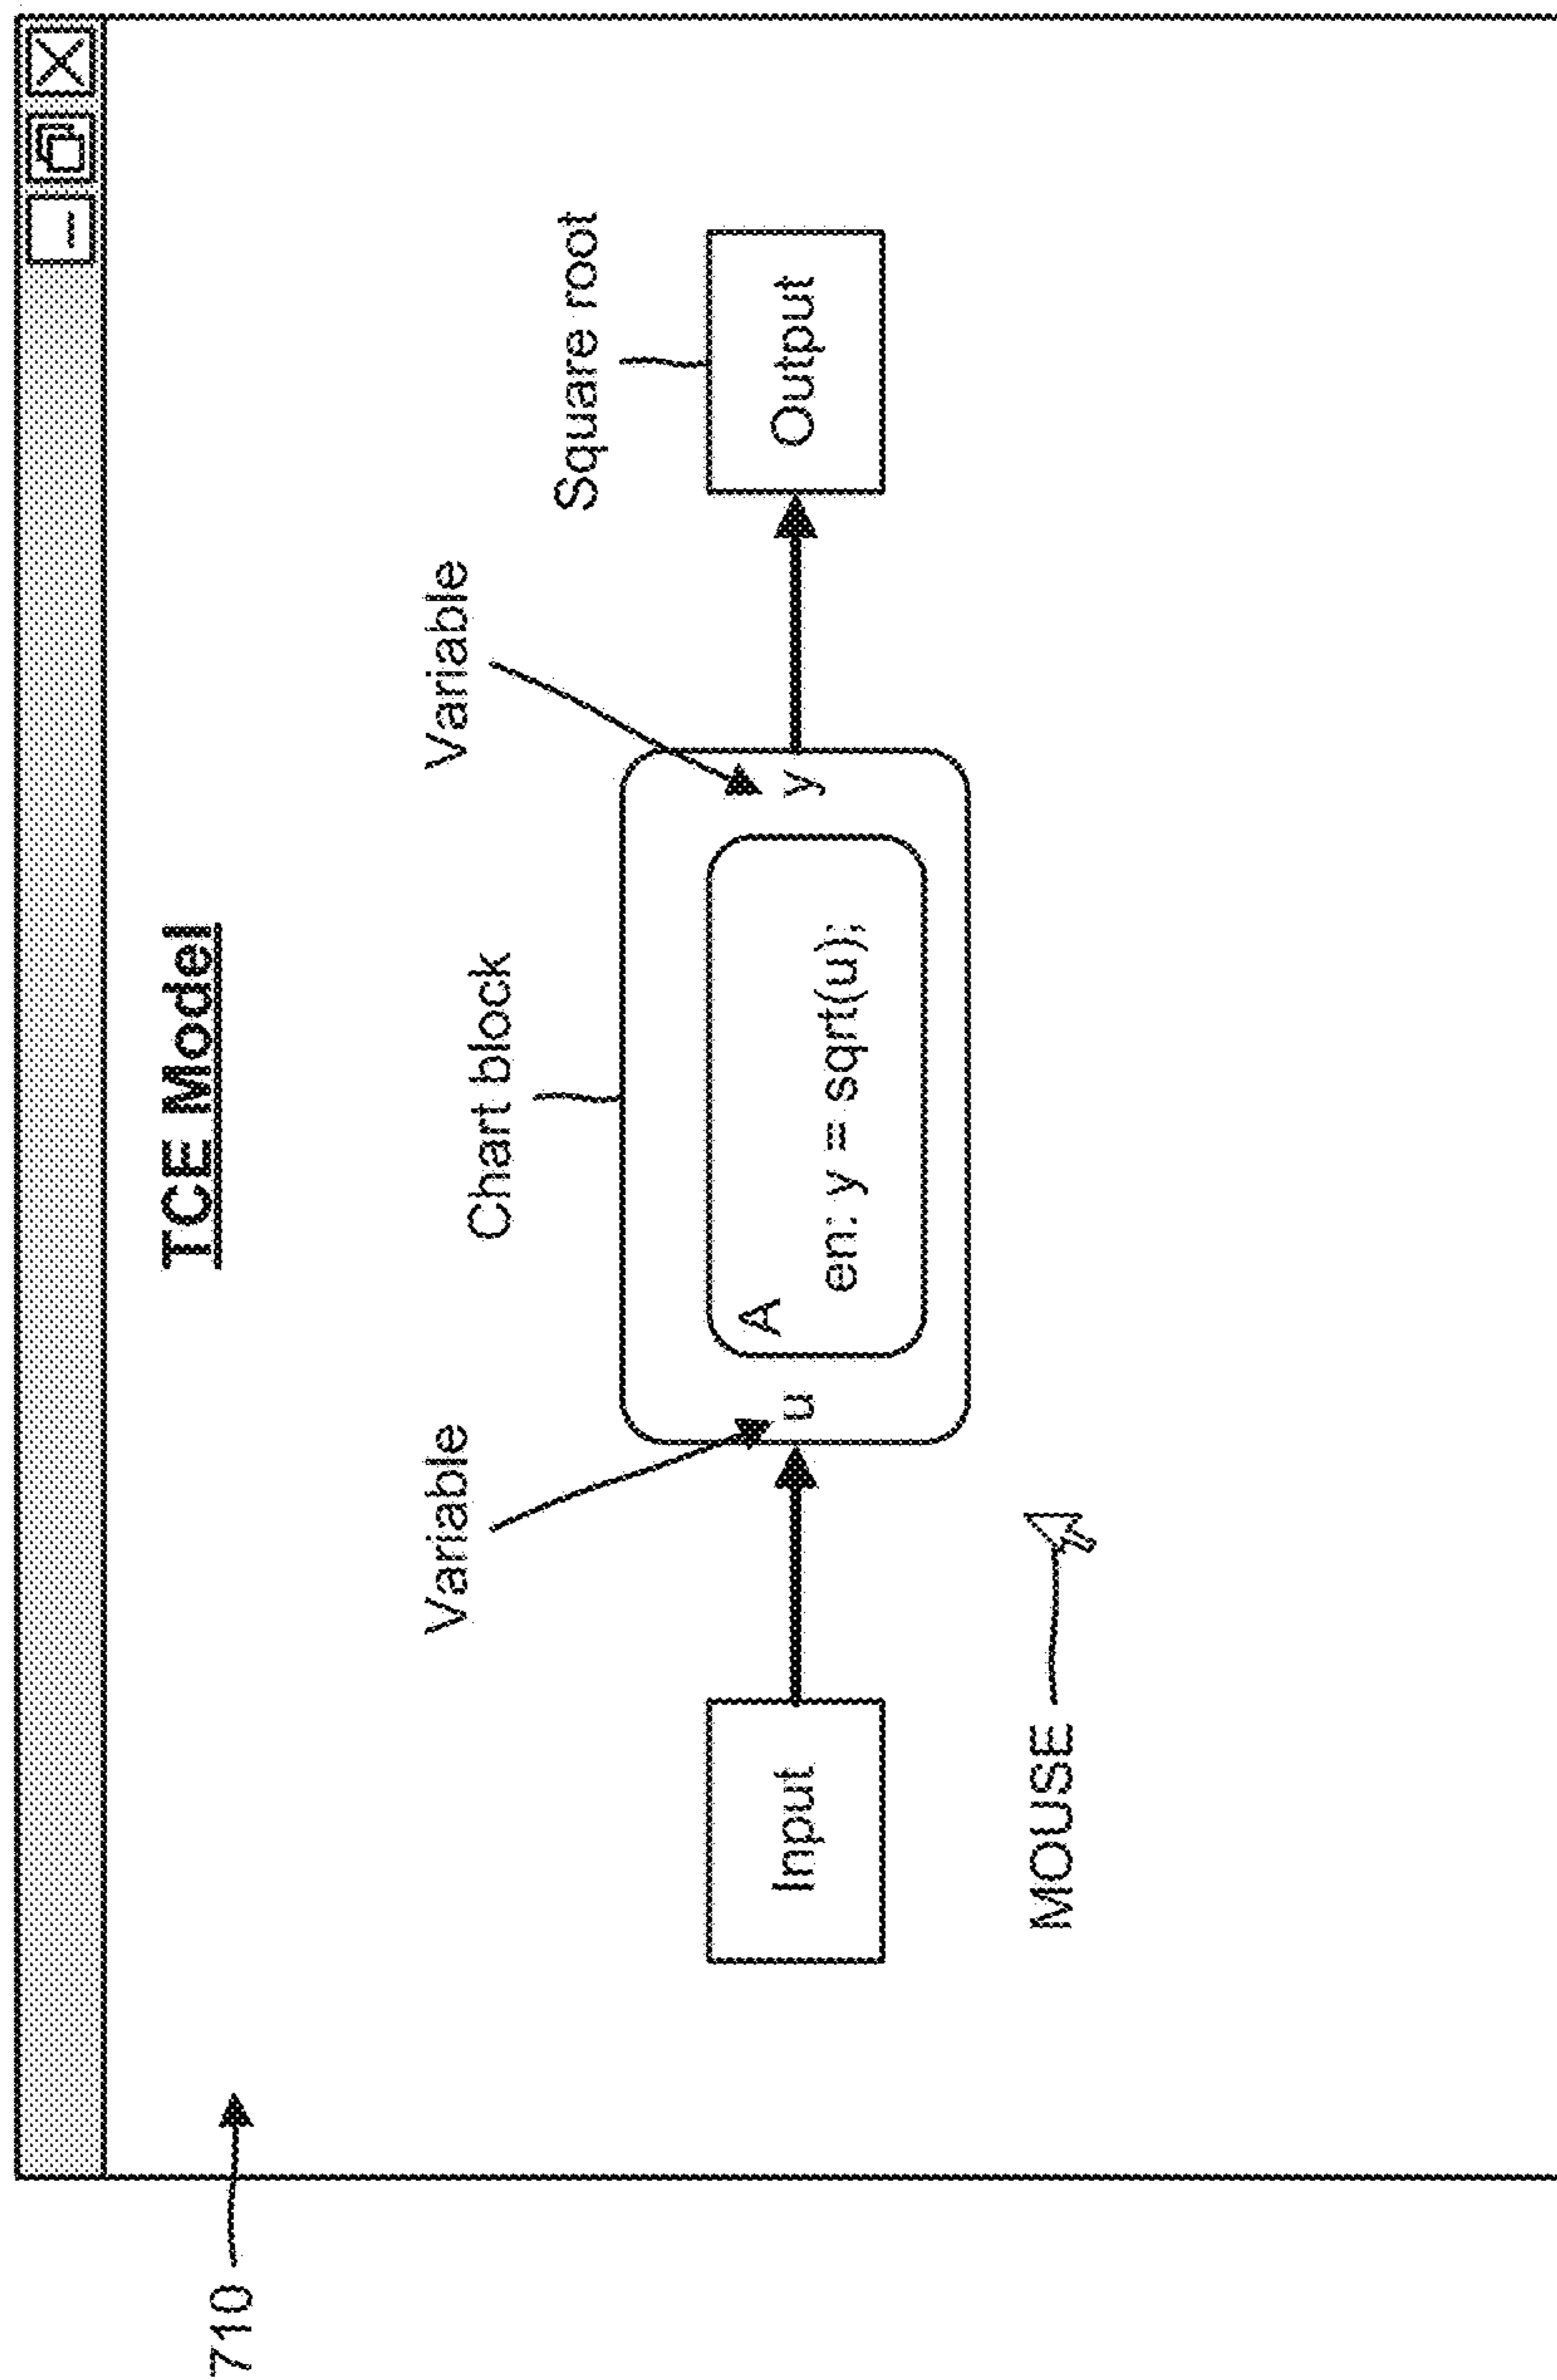 710
TCE Model
Variable
Chart block
Variable
Square root
Input
u
A
en: y = sqrt(u);
y
Output
MOUSE